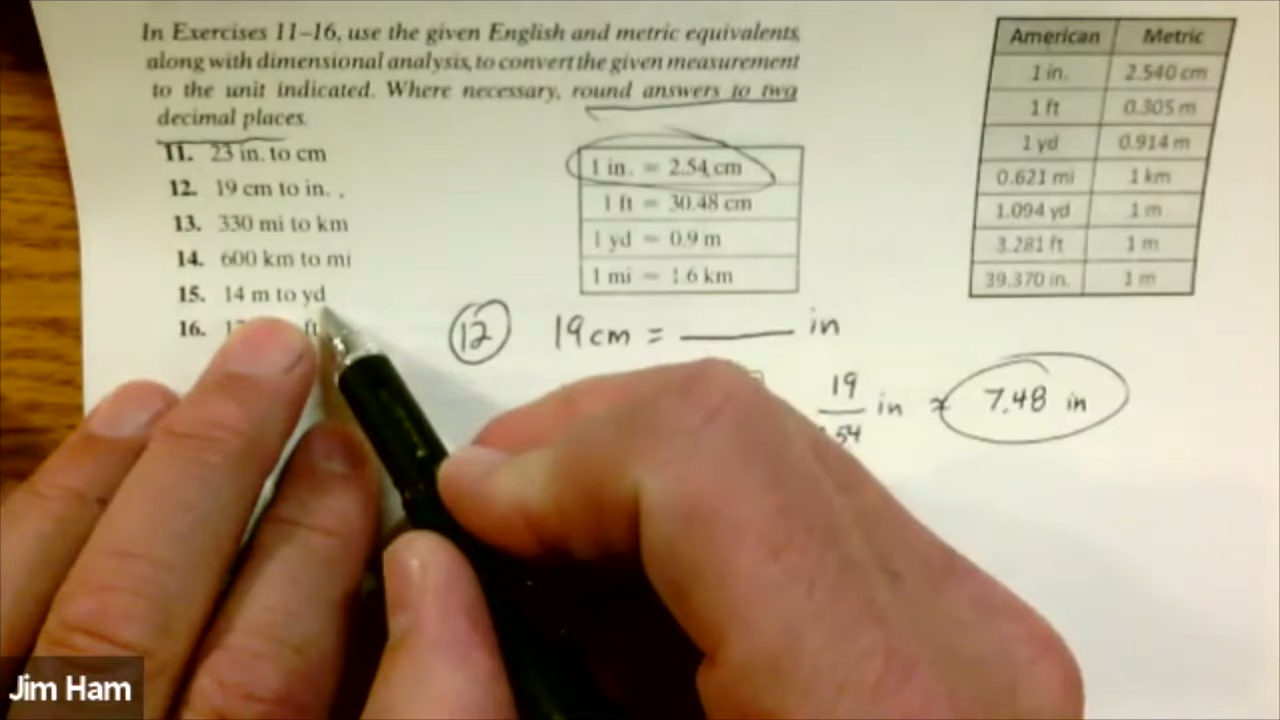 In Exercises 11–16, use the given English and metric equivalents,
along with dimensional analysis, to convert the given measurement
to the unit indicated. Where necessary, round answers to two
decimal places.
11. 23 in. to cm
12. 19 cm to in. .
13. 330 mi to km
14. 600 km to mi
15. 14 m to yd
16. ft
1 in. = 2.54 cm
1 ft = 30.48 cm
1 yd = 0.9 m
1 mi = 1.6 km
American Metric
1 in. 2.540 cm
1 ft 0.305 m
1 yd 0.914 m
0.621 mi 1 km
1.094 yd 1 m
3.281 ft 1 m
39.370 in. 1 m
12 19 cm = ______ in
19
54
in ≈ 7.48 in
Jim Ham